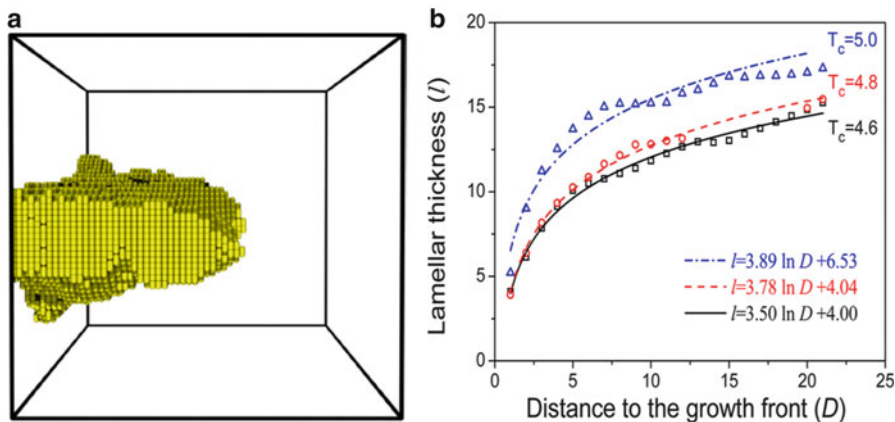 a
b
20
15
10
5
0
Lamellar thickness (l)
T_c=5.0
T_c=4.8
T_c=4.6
l=3.89 ln D +6.53
l=3.78 ln D +4.04
l=3.50 ln D +4.00
0 5 10 15 20 25
Distance to the growth front (D)